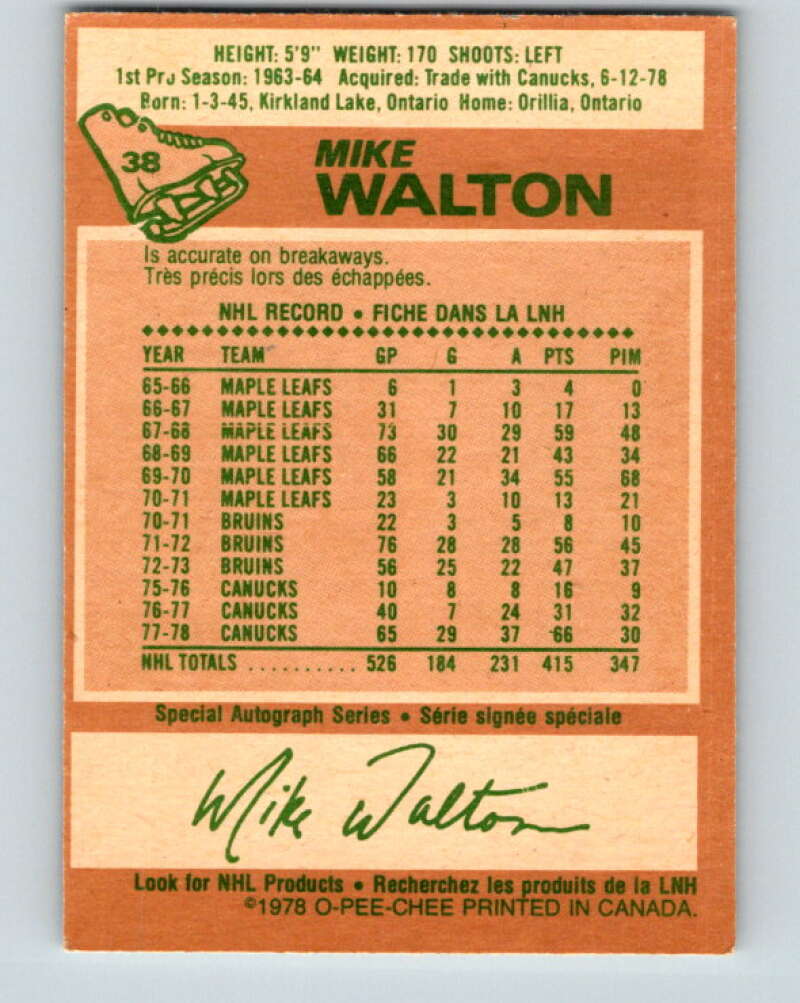 HEIGHT: 5'9" WEIGHT: 170 SHOOTS: LEFT
1st Pro Season: 1963-64 Acquired: Trade with Canucks, 6-12-78
Born: 1-3-45, Kirkland Lake, Ontario Home: Orillia, Ontario
38
MIKE
WALTON
Is accurate on breakaways.
Très précis lors des échappées.
NHL RECORD • FICHE DANS LA LNH
YEAR TEAM GP G A PTS PIM
65-66 MAPLE LEAFS 6 1 3 4 0
66-67 MAPLE LEAFS 31 7 10 17 13
67-68 MAPLE LEAFS 73 30 29 59 48
68-69 MAPLE LEAFS 66 22 21 43 34
69-70 MAPLE LEAFS 58 21 34 55 68
70-71 MAPLE LEAFS 23 3 10 13 21
70-71 BRUINS 22 3 5 8 10
71-72 BRUINS 76 28 28 56 45
72-73 BRUINS 56 25 22 47 37
75-76 CANUCKS 10 8 8 16 9
76-77 CANUCKS 40 7 24 31 32
77-78 CANUCKS 65 29 37 66 30
NHL TOTALS .......... 526 184 231 415 347
Special Autograph Series • Série signée spéciale
Mike Walton
Look for NHL Products • Recherchez les produits de la LNH
©1978 O-PEE-CHEE PRINTED IN CANADA.